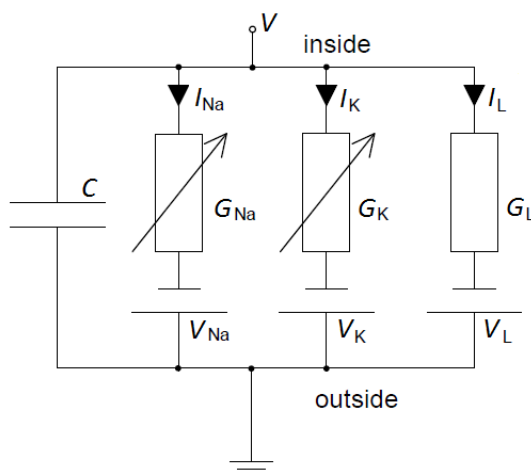 V
inside
I_Na
I_K
I_L
C
G_Na
G_K
G_L
V_Na
V_K
V_L
outside